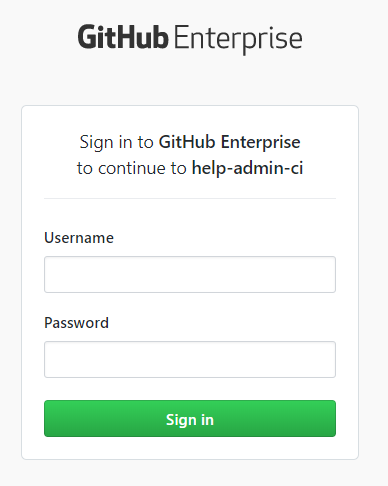 GitHub Enterprise
Sign in to GitHub Enterprise
to continue to help-admin-ci
Username
Password
Sign in